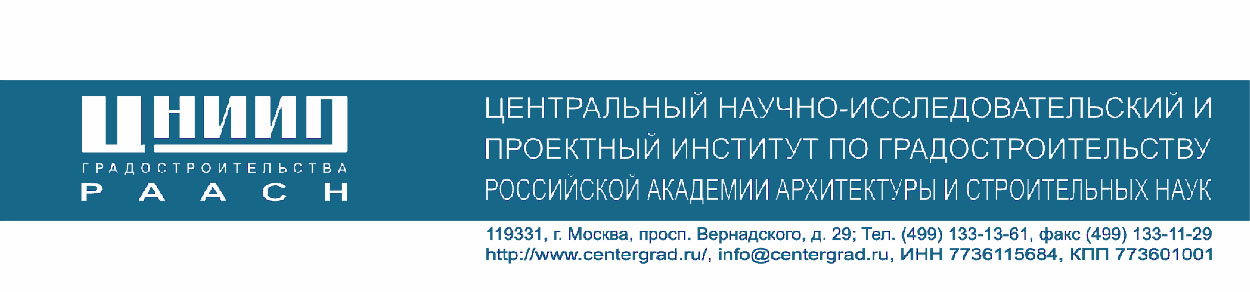 ЦНИИП
ГРАДОСТРОИТЕЛЬСТВА
РААСН
ЦЕНТРАЛЬНЫЙ НАУЧНО-ИССЛЕДОВАТЕЛЬСКИЙ И
ПРОЕКТНЫЙ ИНСТИТУТ ПО ГРАДОСТРОИТЕЛЬСТВУ
РОССИЙСКОЙ АКАДЕМИИ АРХИТЕКТУРЫ И СТРОИТЕЛЬНЫХ НАУК
119331, г. Москва, просп. Вернадского, д. 29; Тел. (499) 133-13-61, факс (499) 133-11-29
http://www.centergrad.ru/, info@centergrad.ru, ИНН 7736115684, КПП 773601001